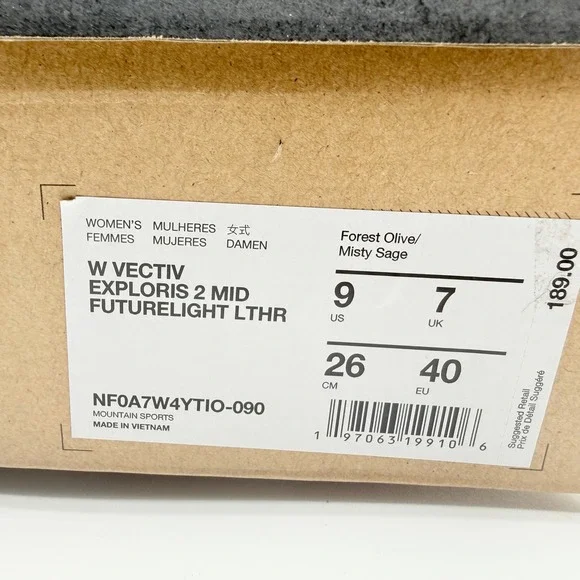 WOMEN'S MULHERES 女式
FEMMES MUJERES DAMEN
W VECTIV
EXPLORIS 2 MID
FUTURELIGHT LTHR
NF0A7W4YTIO-090
MOUNTAIN SPORTS
MADE IN VIETNAM
Forest Olive/
Misty Sage
9 7
US UK
26 40
CM EU
1 97063 19910 6
189.00
Suggested Retail
Prix de Détail Suggéré